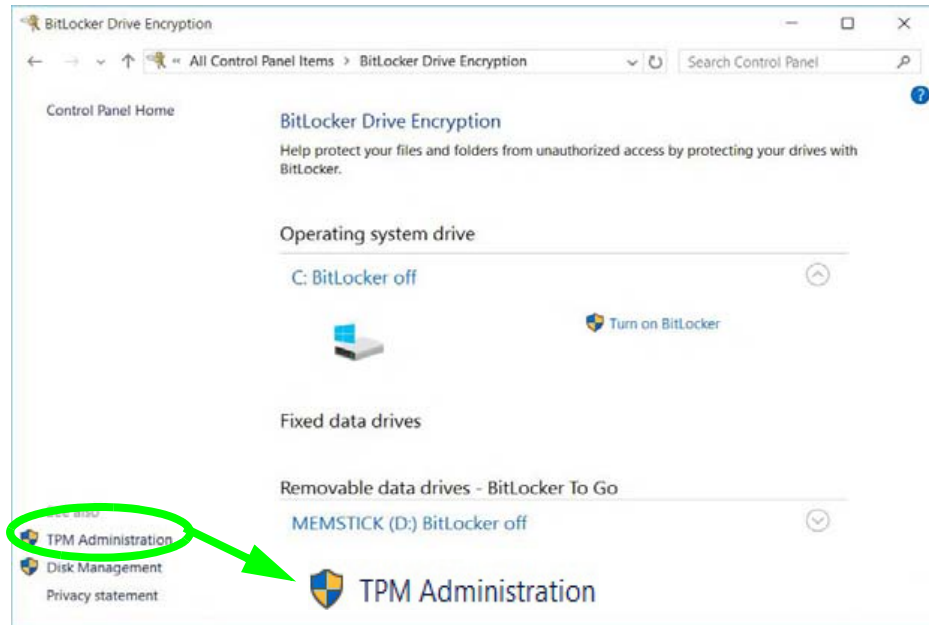 BitLocker Drive Encryption
« All Control Panel Items > BitLocker Drive Encryption
Search Control Panel
?
Control Panel Home
BitLocker Drive Encryption
Help protect your files and folders from unauthorized access by protecting your drives with
BitLocker.
Operating system drive
C: BitLocker off
Turn on BitLocker
Fixed data drives
Removable data drives - BitLocker To Go
MEMSTICK (D:) BitLocker off
See also
TPM Administration
Disk Management
Privacy statement
TPM Administration